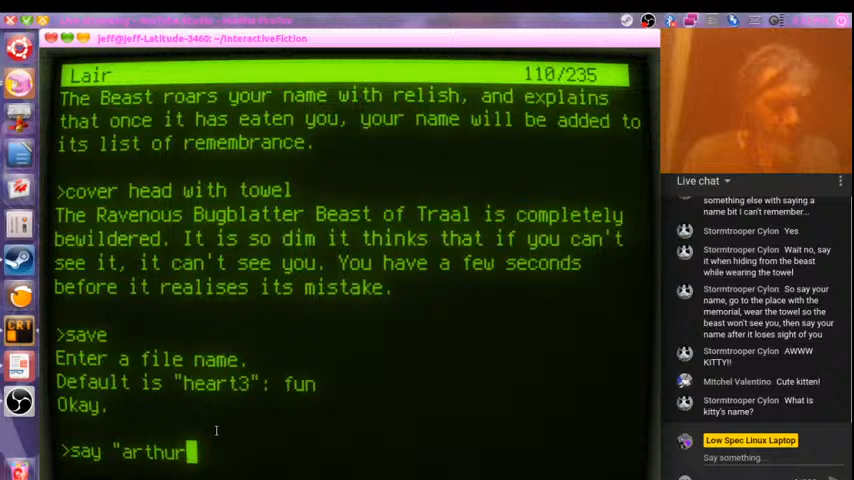 jeff@jeff-Latitude-3460: ~/InteractiveFiction
Lair 110/235
The Beast roars your name with relish, and explains
that once it has eaten you, your name will be added to
its list of remembrance.
>cover head with towel
The Ravenous Bugblatter Beast of Traal is completely
bewildered. It is so dim it thinks that if you can't
see it, it can't see you. You have a few seconds
before it realises its mistake.
>save
Enter a file name.
Default is "heart3": fun
Okay.
>say "arthur
CRT
Live chat
something else with saying a
name bit I can't remember...
Stormtrooper Cylon Yes
Stormtrooper Cylon Wait no, say
it when hiding from the beast
while wearing the towel
Stormtrooper Cylon So say your
name, go to the place with the
memorial, wear the towel so the
beast won't see you, then say your
name after it loses sight of you
Stormtrooper Cylon AWWW
KITTY!!
Mitchel Valentino Cute kitten!
Stormtrooper Cylon What is
kitty's name?
Low Spec Linux Laptop
Say something...